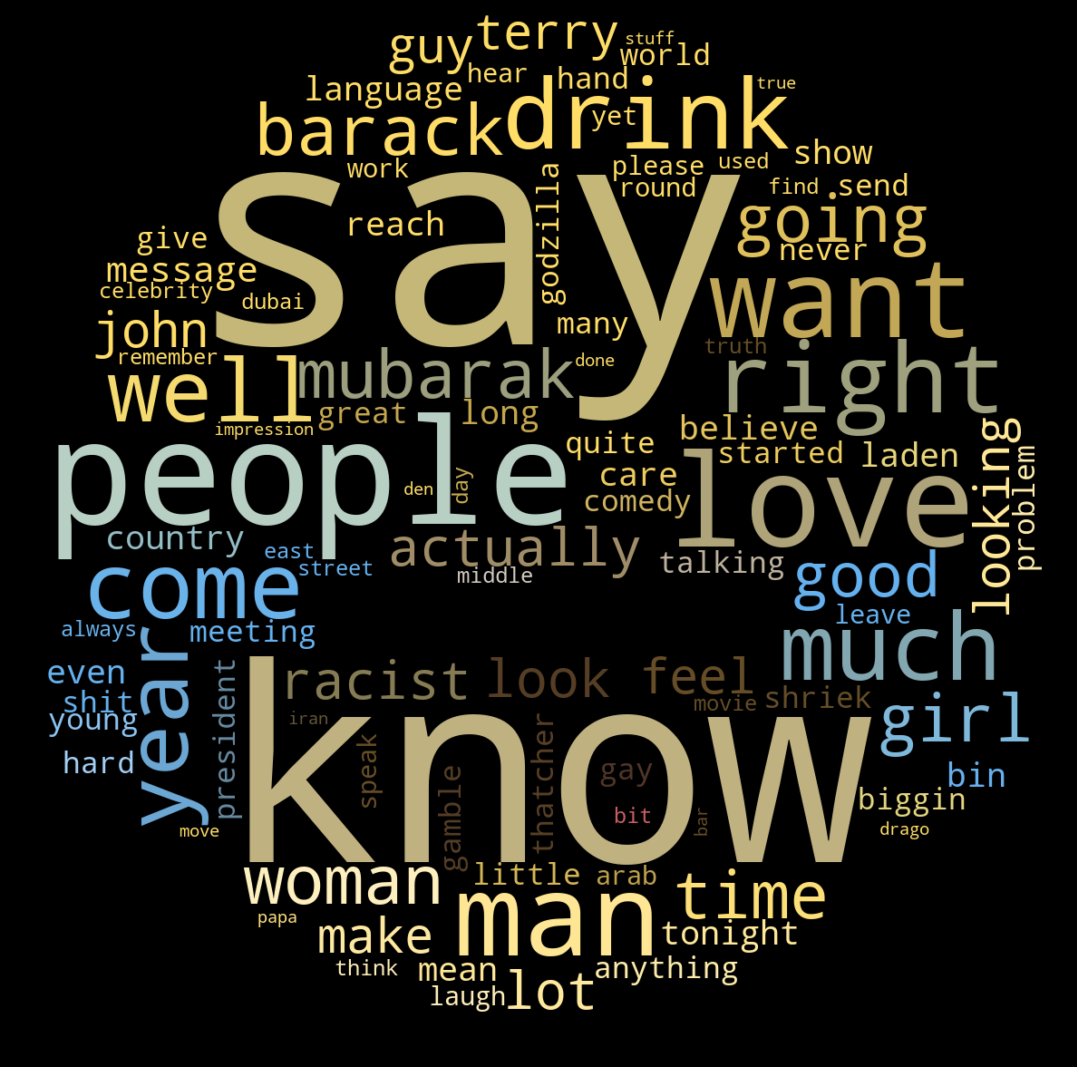 stuff
guy terry
world
hear hand
language
true
barack drink
yet
work please used show
say
round find send
godzilla
reach going
give never
message
celebrity
dubai want
many
john
remember truth
done
well mubarak right
great long
impression believe
quite
people started laden looking
care love
den day comedy problem
country actually
east talking
street middle
come good
leave
always meeting much
year
even racist look feel
president shriek
shit movie
young iran girl
know
hard speak thatcher gay bin
gamble biggin
bit
move bar drago
woman little arab time
man
papa
make tonight
think mean anything
laugh lot